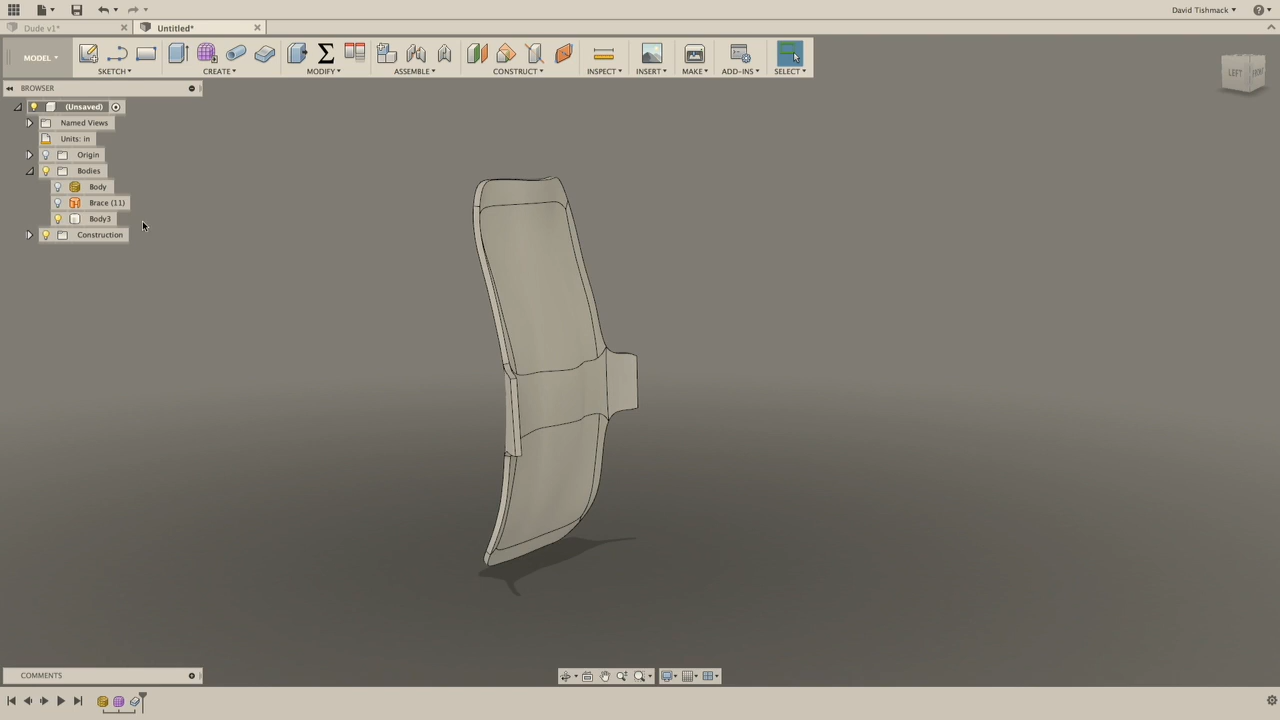 David Tishmack
Dude v1*
Untitled*
MODEL
SKETCH
CREATE
MODIFY
ASSEMBLE
CONSTRUCT
INSPECT
INSERT
MAKE
ADD-INS
SELECT
LEFT
FRONT
BROWSER
(Unsaved)
Named Views
Units: in
Origin
Bodies
Body
Brace (11)
Body3
Construction
COMMENTS